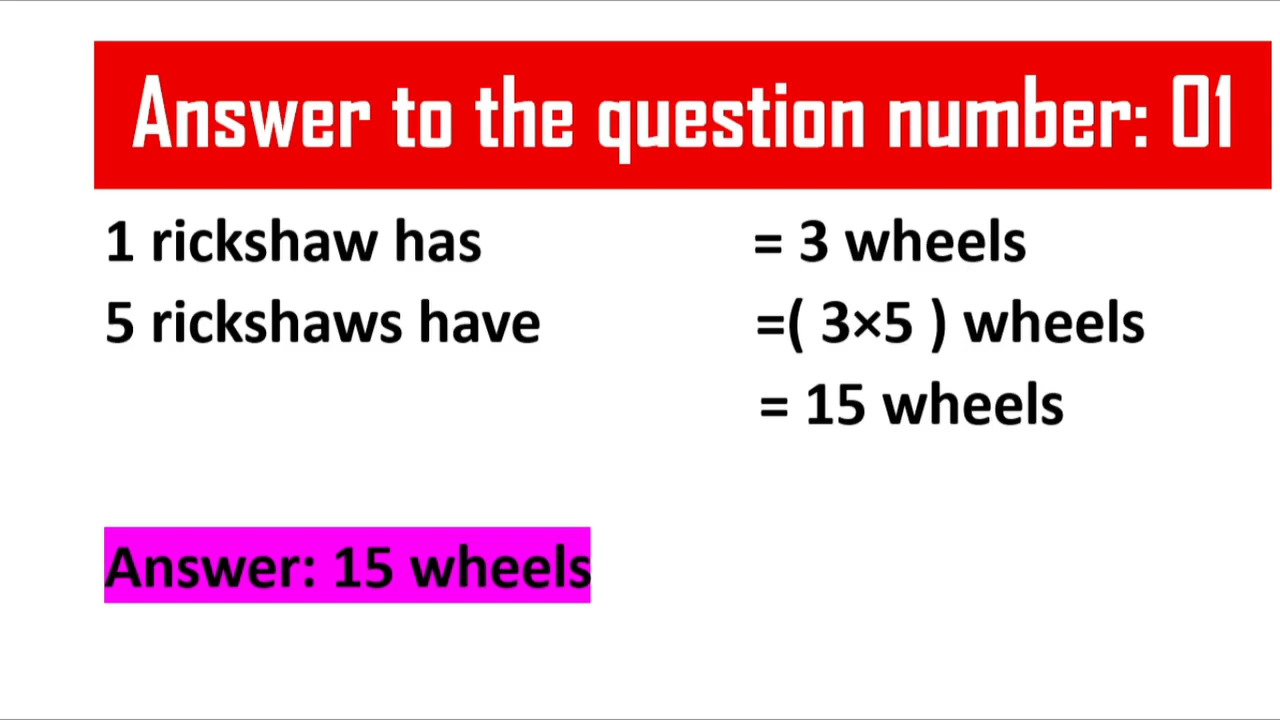 Answer to the question number: 01
1 rickshaw has = 3 wheels
5 rickshaws have =( 3×5 ) wheels
= 15 wheels
Answer: 15 wheels